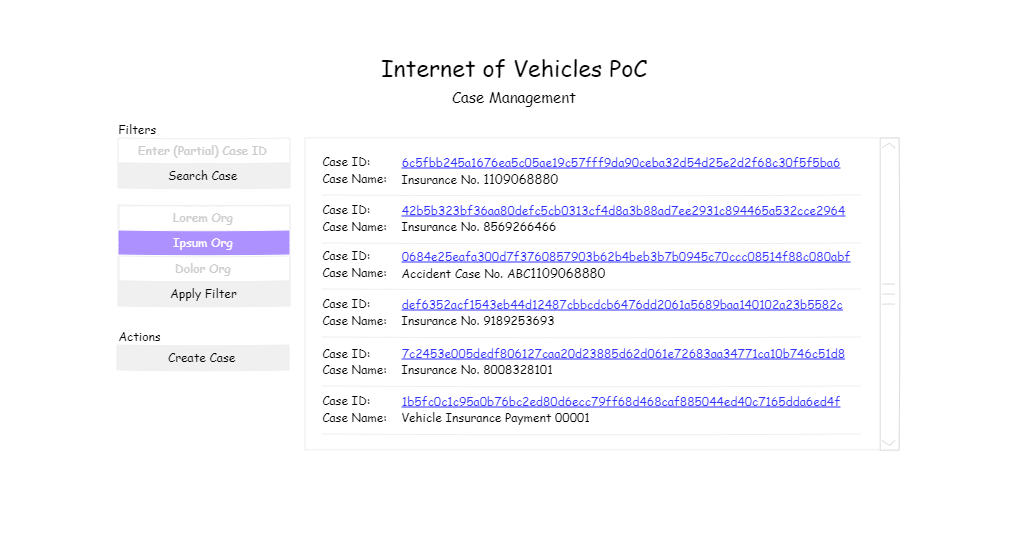 Internet of Vehicles PoC
Case Management
Filters
Enter (Partial) Case ID
Search Case
Lorem Org
Ipsum Org
Dolor Org
Apply Filter
Actions
Create Case
Case ID: 6c5fbb245a1676ea5c05ae19c57fff9da90ceba32d54d25e2d2f68c30f5f5ba6
Case Name: Insurance No. 1109068880
Case ID: 42b5b323bf36aa80defc5cb0313cf4d8a3b88ad7ee2931c894465a532cce2964
Case Name: Insurance No. 8569266466
Case ID: 0684e25eafa300d7f3760857903b62b4beb3b7b0945c70ccc08514f88c080abf
Case Name: Accident Case No. ABC1109068880
Case ID: def6352acf1543eb44d12487cbbcdcb6476dd2061a5689baa140102a23b5582c
Case Name: Insurance No. 9189253693
Case ID: 7c2453e005dedf806127caa20d23885d62d061e72683aa34771ca10b746c51d8
Case Name: Insurance No. 8008328101
Case ID: 1b5fc0c1c95a0b76bc2ed80d6ecc79ff68d468caf885044ed40c7165dda6ed4f
Case Name: Vehicle Insurance Payment 00001